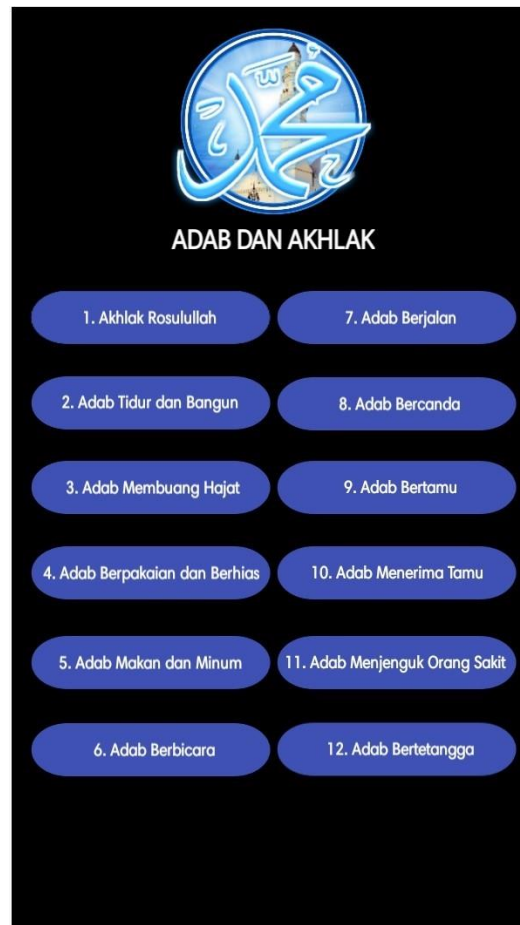 محمد
ADAB DAN AKHLAK
1. Akhlak Rosulullah
2. Adab Tidur dan Bangun
3. Adab Membuang Hajat
4. Adab Berpakaian dan Berhias
5. Adab Makan dan Minum
6. Adab Berbicara
7. Adab Berjalan
8. Adab Bercanda
9. Adab Bertamu
10. Adab Menerima Tamu
11. Adab Menjenguk Orang Sakit
12. Adab Bertetangga